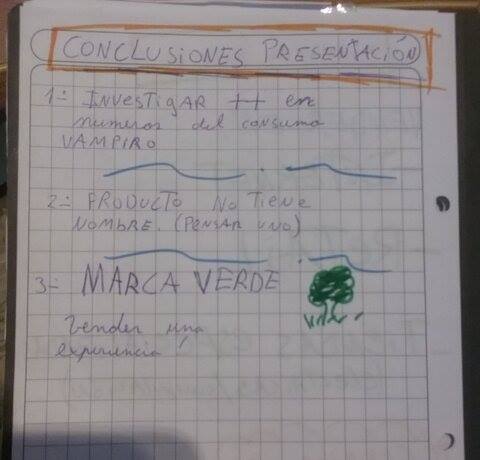 CONCLUSIONES PRESENTACIÓN
1- INVESTIGAR ++ en
numeros del consumo
VAMPIRO
2- PRODUCTO NO TIENE
NOMBRE. (PENSAR UNO)
3- MARCA VERDE
Vender una
experiencia!